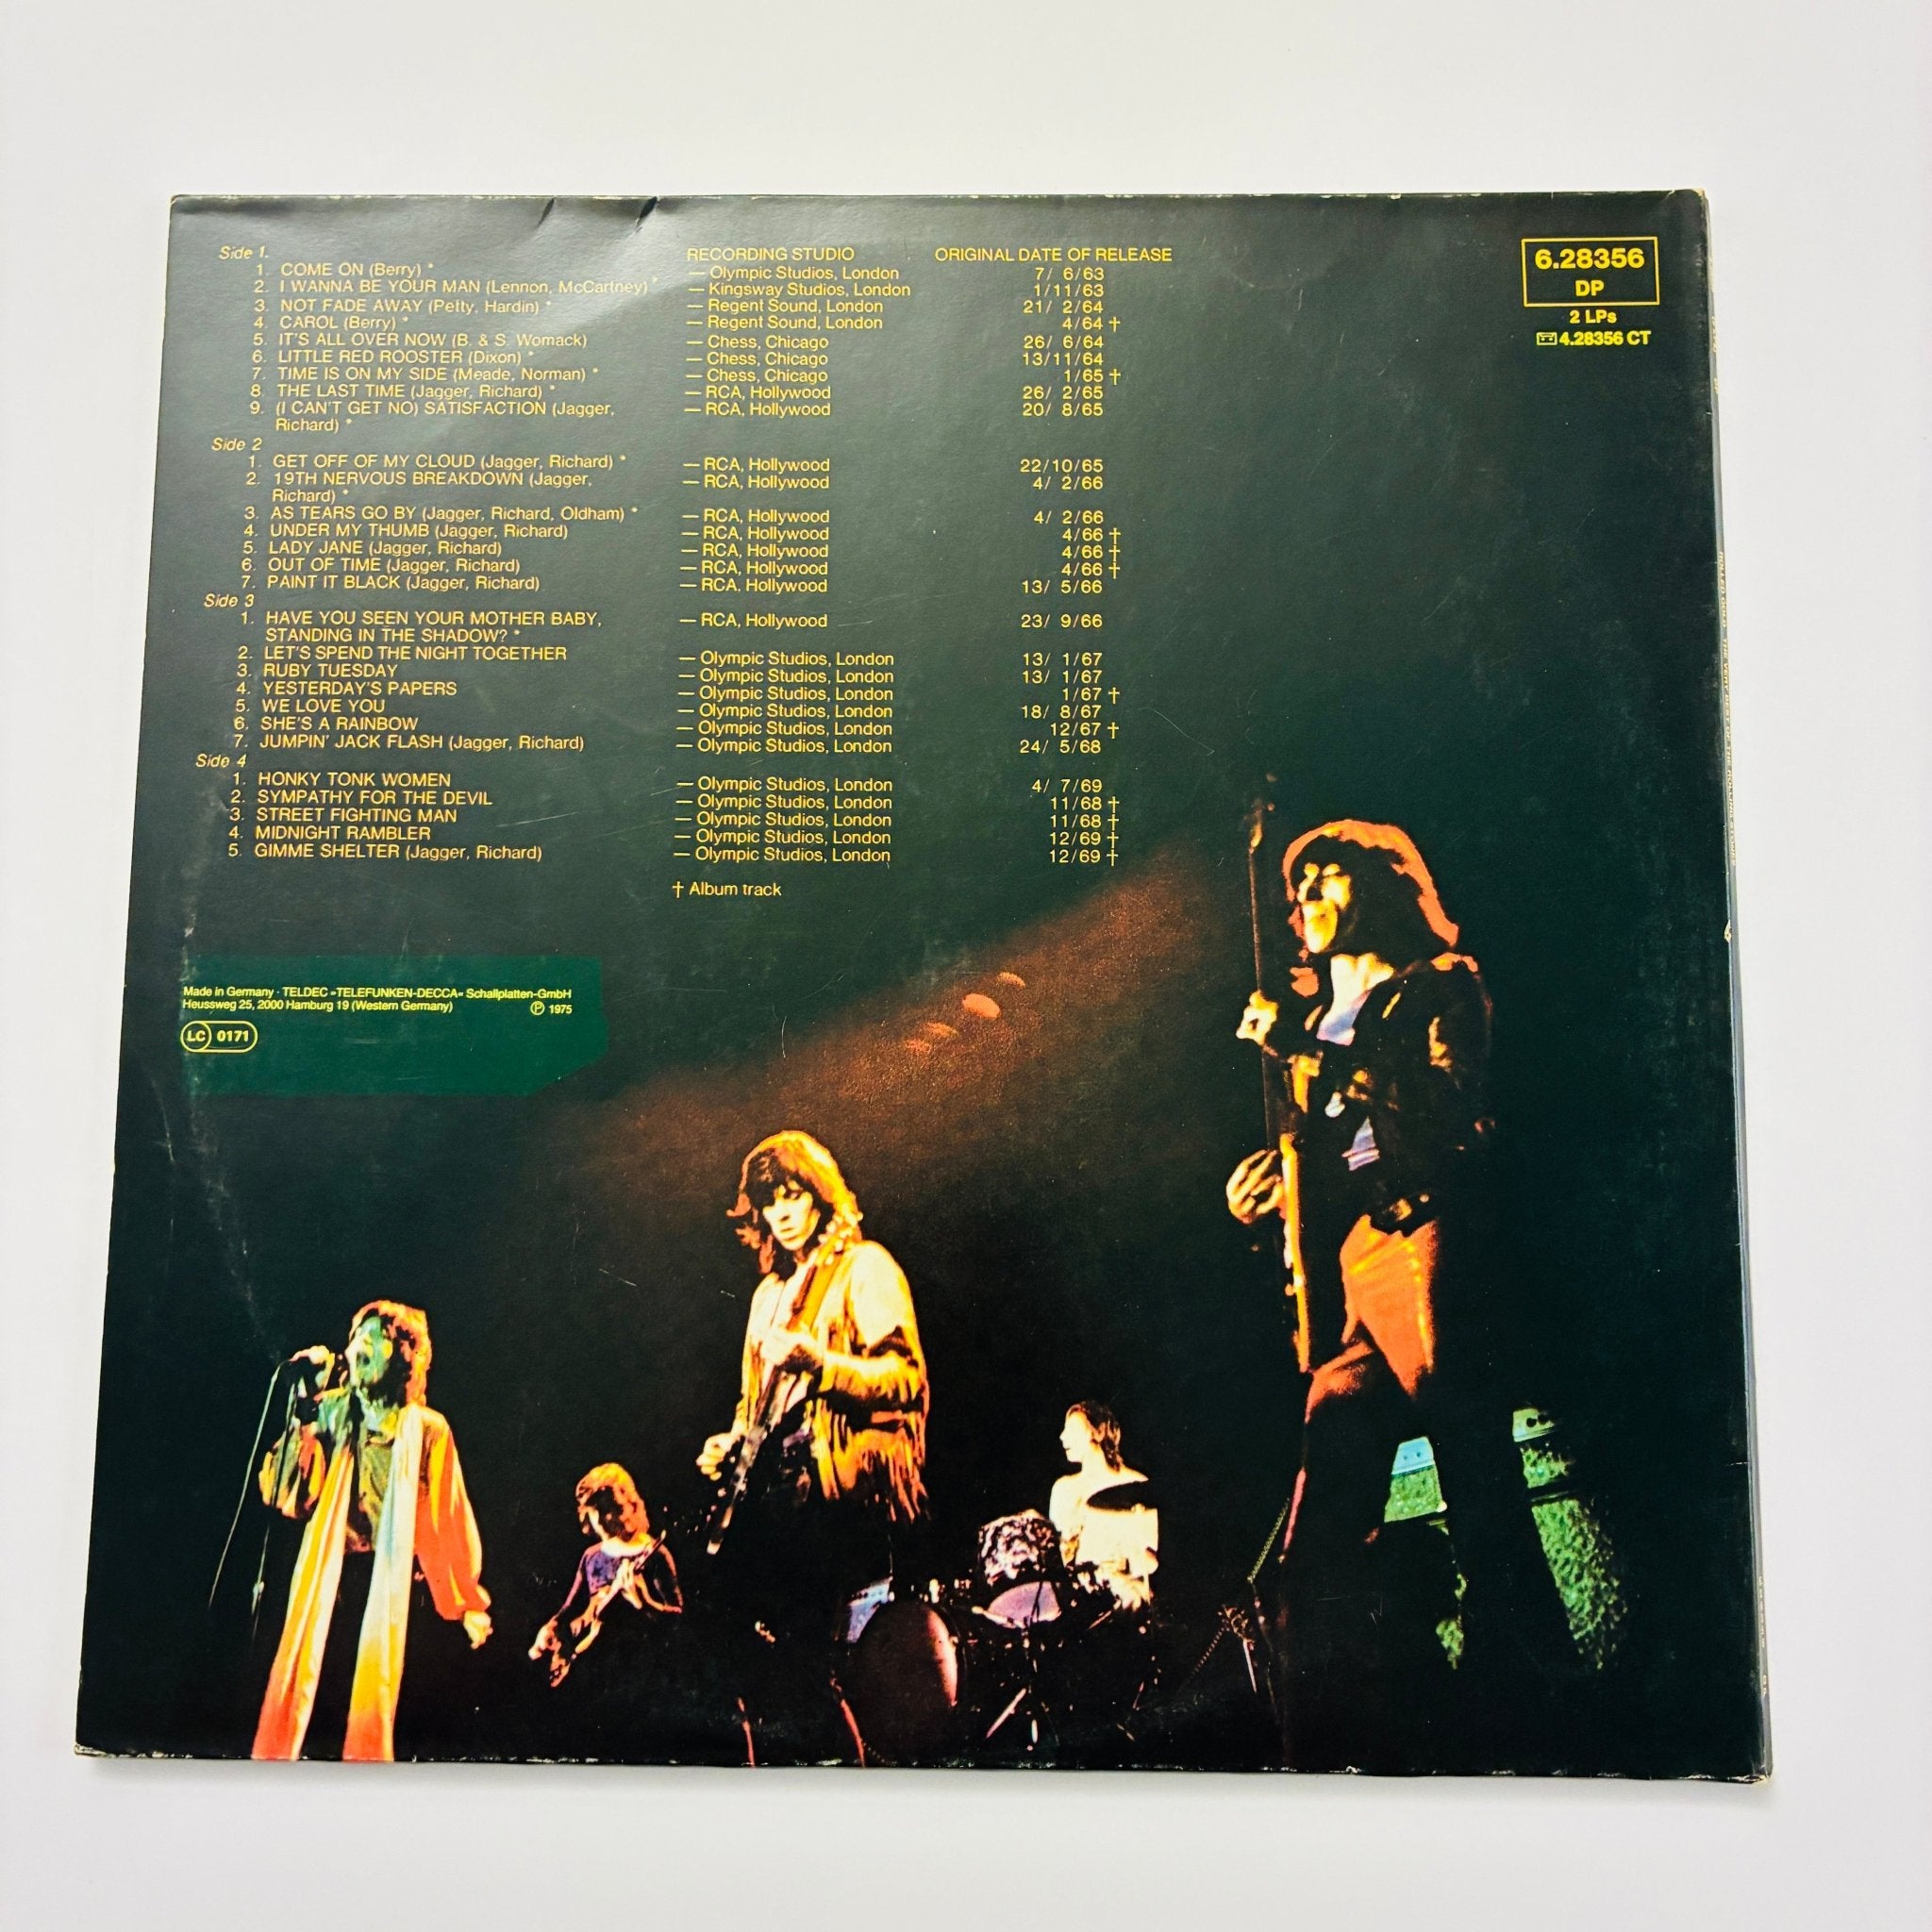 Side 1. RECORDING STUDIO ORIGINAL DATE OF RELEASE
1. COME ON (Berry) * — Olympic Studios, London 7/ 6/63
2. I WANNA BE YOUR MAN (Lennon, McCartney) * — Kingsway Studios, London 1/11/63
3. NOT FADE AWAY (Petty, Hardin) * — Regent Sound, London 21/ 2/64
4. CAROL (Berry) * — Regent Sound, London 4/64 †
5. IT'S ALL OVER NOW (B. & S. Womack) — Chess, Chicago 26/ 6/64
6. LITTLE RED ROOSTER (Dixon) * — Chess, Chicago 13/11/64
7. TIME IS ON MY SIDE (Meade, Norman) * — Chess, Chicago 1/65 †
8. THE LAST TIME (Jagger, Richard) * — RCA, Hollywood 26/ 2/65
9. (I CAN'T GET NO) SATISFACTION (Jagger, — RCA, Hollywood 20/ 8/65
Richard) *
Side 2
1. GET OFF OF MY CLOUD (Jagger, Richard) * — RCA, Hollywood 22/10/65
2. 19TH NERVOUS BREAKDOWN (Jagger, — RCA, Hollywood 4/ 2/66
Richard) *
3. AS TEARS GO BY (Jagger, Richard, Oldham) * — RCA, Hollywood 4/ 2/66
4. UNDER MY THUMB (Jagger, Richard) — RCA, Hollywood 4/66 †
5. LADY JANE (Jagger, Richard) — RCA, Hollywood 4/66 †
6. OUT OF TIME (Jagger, Richard) — RCA, Hollywood 4/66 †
7. PAINT IT BLACK (Jagger, Richard) — RCA, Hollywood 13/ 5/66
Side 3
1. HAVE YOU SEEN YOUR MOTHER BABY, — RCA, Hollywood 23/ 9/66
STANDING IN THE SHADOW? *
2. LET'S SPEND THE NIGHT TOGETHER — Olympic Studios, London 13/ 1/67
3. RUBY TUESDAY — Olympic Studios, London 13/ 1/67
4. YESTERDAY'S PAPERS — Olympic Studios, London 1/67 †
5. WE LOVE YOU — Olympic Studios, London 18/ 8/67
6. SHE'S A RAINBOW — Olympic Studios, London 12/67 †
7. JUMPIN' JACK FLASH (Jagger, Richard) — Olympic Studios, London 24/ 5/68
Side 4
1. HONKY TONK WOMEN — Olympic Studios, London 4/ 7/69
2. SYMPATHY FOR THE DEVIL — Olympic Studios, London 11/68 †
3. STREET FIGHTING MAN — Olympic Studios, London 11/68 †
4. MIDNIGHT RAMBLER — Olympic Studios, London 12/69 †
5. GIMME SHELTER (Jagger, Richard) — Olympic Studios, London 12/69 †
† Album track
6.28356
DP
2 LPs
4.28356 CT
Made in Germany · TELDEC »TELEFUNKEN-DECCA« Schallplatten-GmbH
Heussweg 25, 2000 Hamburg 19 (Western Germany) ℗ 1975
LC 0171